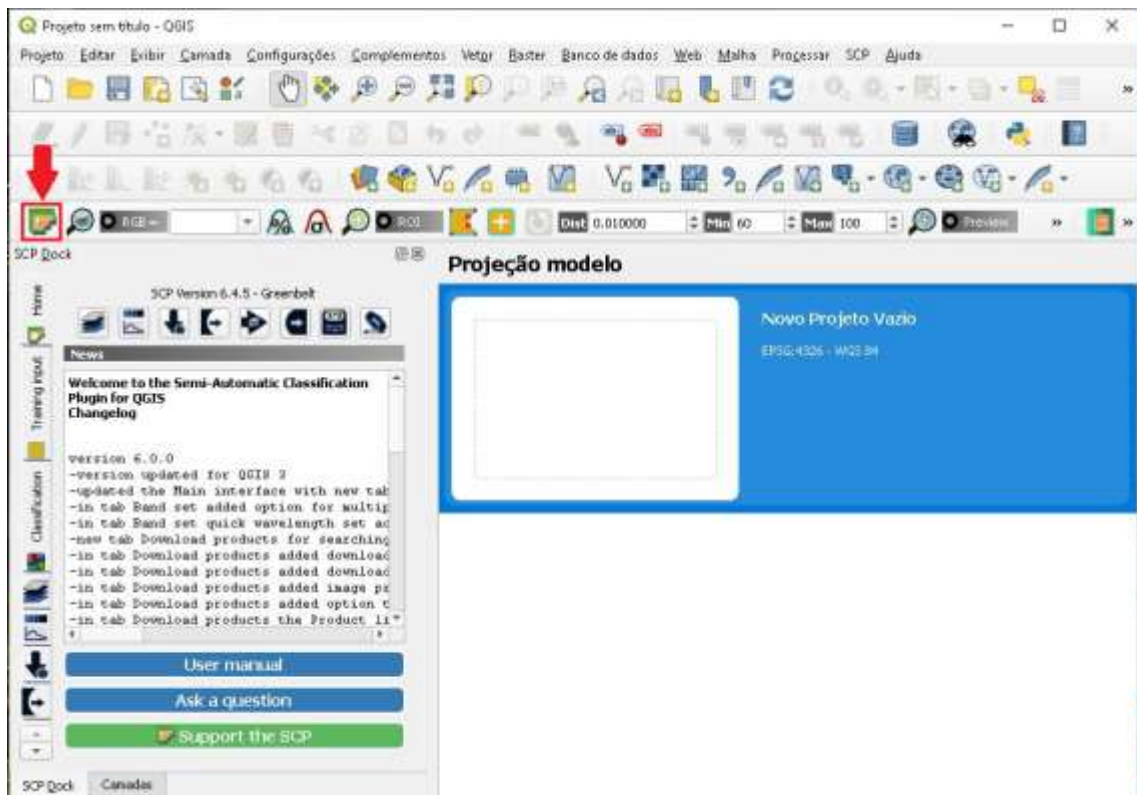 Projeto sem título - QGIS
Projeto Editar Exibir Camada Configurações Complementos Vetor Raster Banco de dados Web Malha Processar SCP Ajuda
RGB = Dist 0.010000 Min 60 Max 100 Preview
ROI
SCP Dock
Projeção modelo
Home
Training input
Classification
SCP Version 6.4.5 - Greenbelt
News
Welcome to the Semi-Automatic Classification
Plugin for QGIS
Changelog
version 6.0.0
-version updated for QGIS 3
-updated the Main interface with new tab
-in tab Band set added option for multip
-in tab Band set quick wavelength set ac
-new tab Download products for searching
-in tab Download products added download
-in tab Download products added download
-in tab Download products added image pr
-in tab Download products added option t
-in tab Download products the Product li
User manual
Ask a question
Support the SCP
SCP Dock Camadas
Novo Projeto Vazio
EPSG:4326 - WGS 84